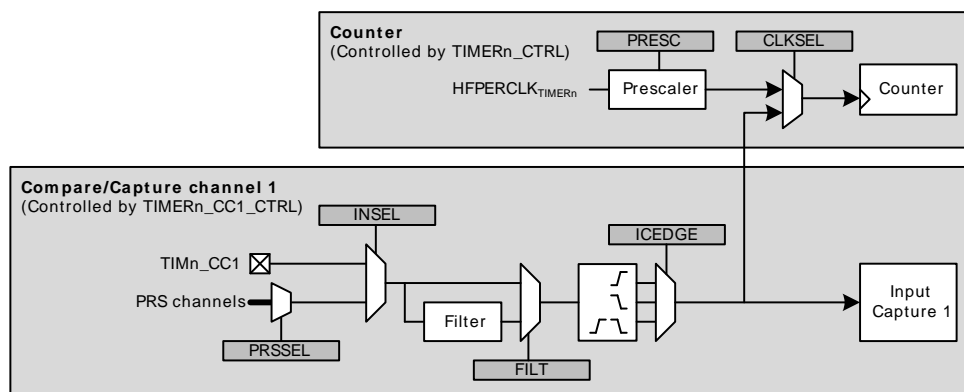 Counter
(Controlled by TIMERn_CTRL)
PRESC
CLKSEL
HFPERCLKTIMERn
Prescaler
Counter
Compare/Capture channel 1
(Controlled by TIMERn_CC1_CTRL)
INSEL
ICEDGE
TIMn_CC1
PRS channels
Filter
Input
Capture 1
PRSSEL
FILT